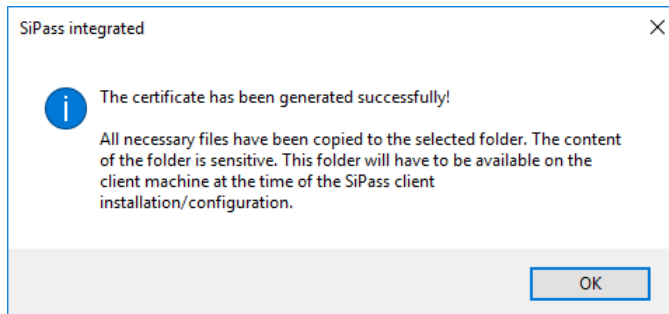 SiPass integrated
The certificate has been generated successfully!
All necessary files have been copied to the selected folder. The content
of the folder is sensitive. This folder will have to be available on the
client machine at the time of the SiPass client
installation/configuration.
OK